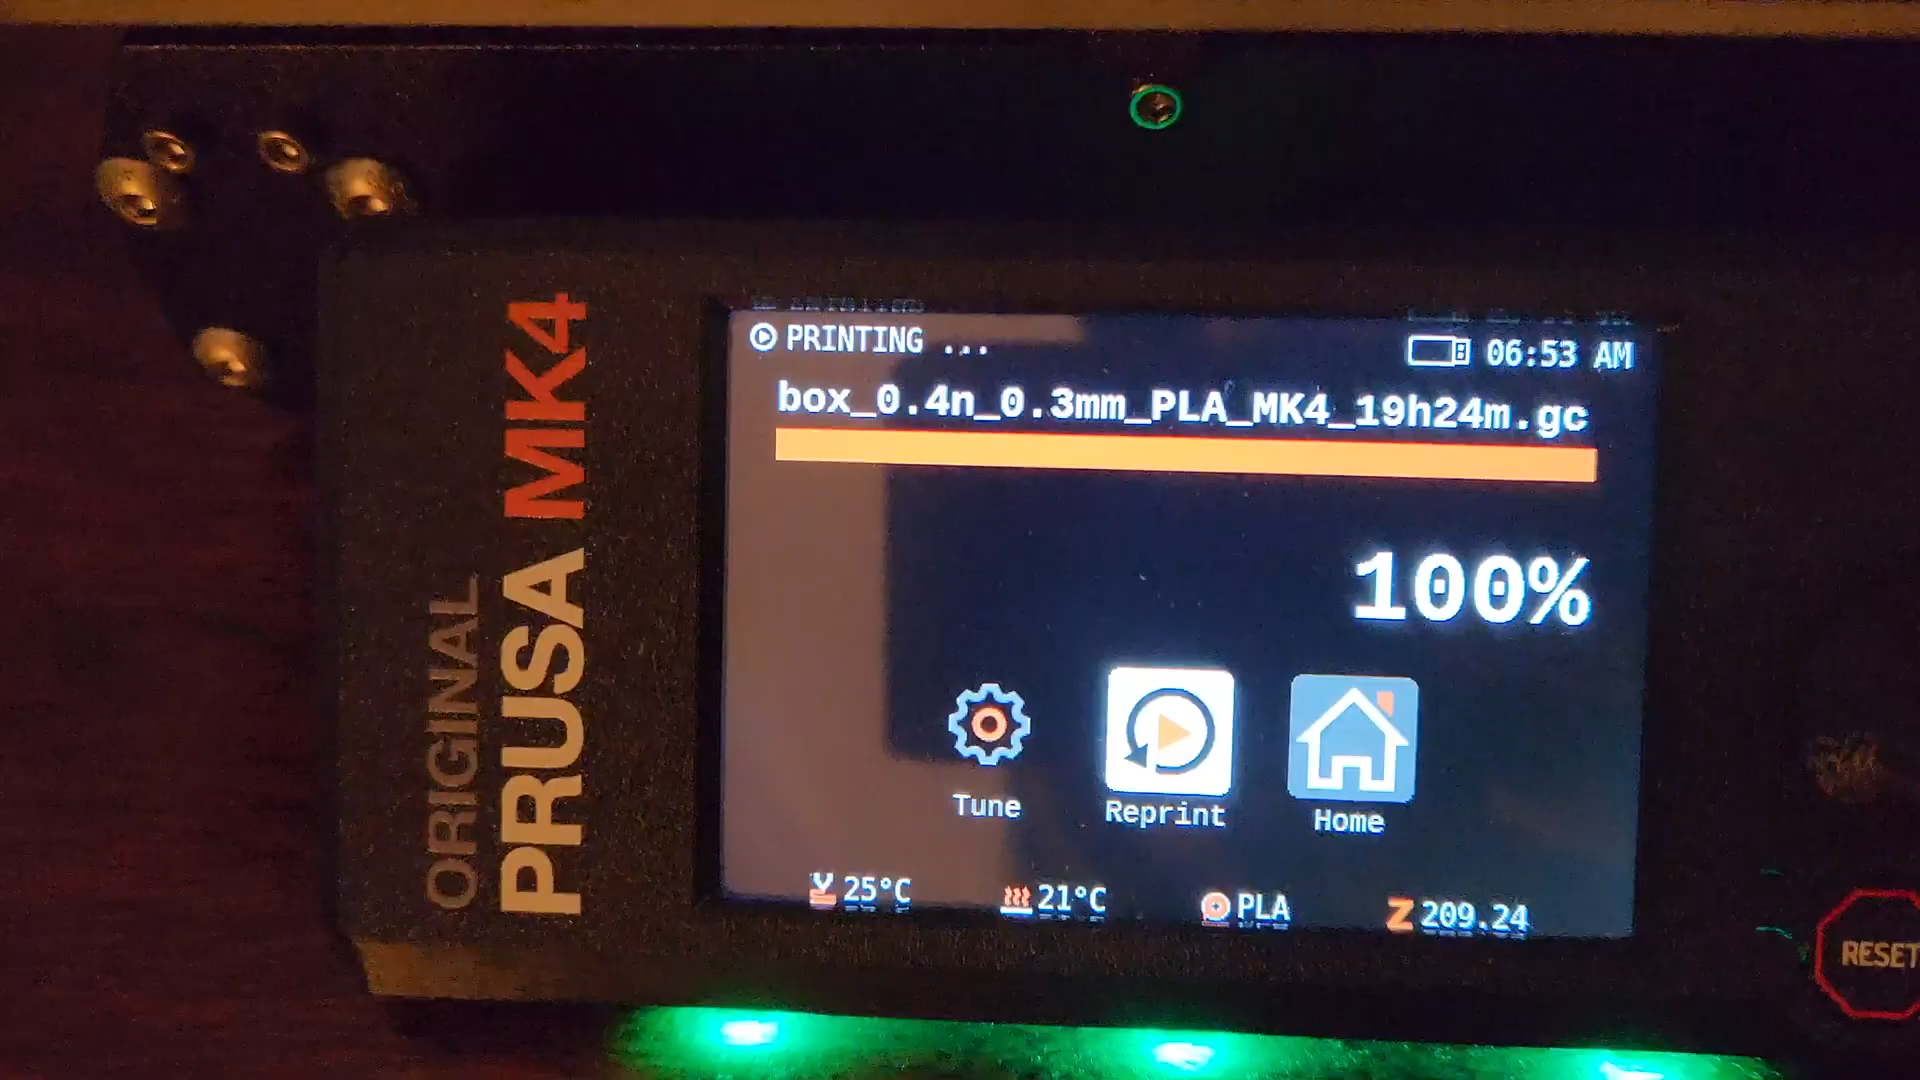 ORIGINAL
PRUSA MK4
PRINTING ...
06:53 AM
box_0.4n_0.3mm_PLA_MK4_19h24m.gc
100%
Tune
Reprint
Home
25°C
21°C
PLA
Z 209.24
RESET